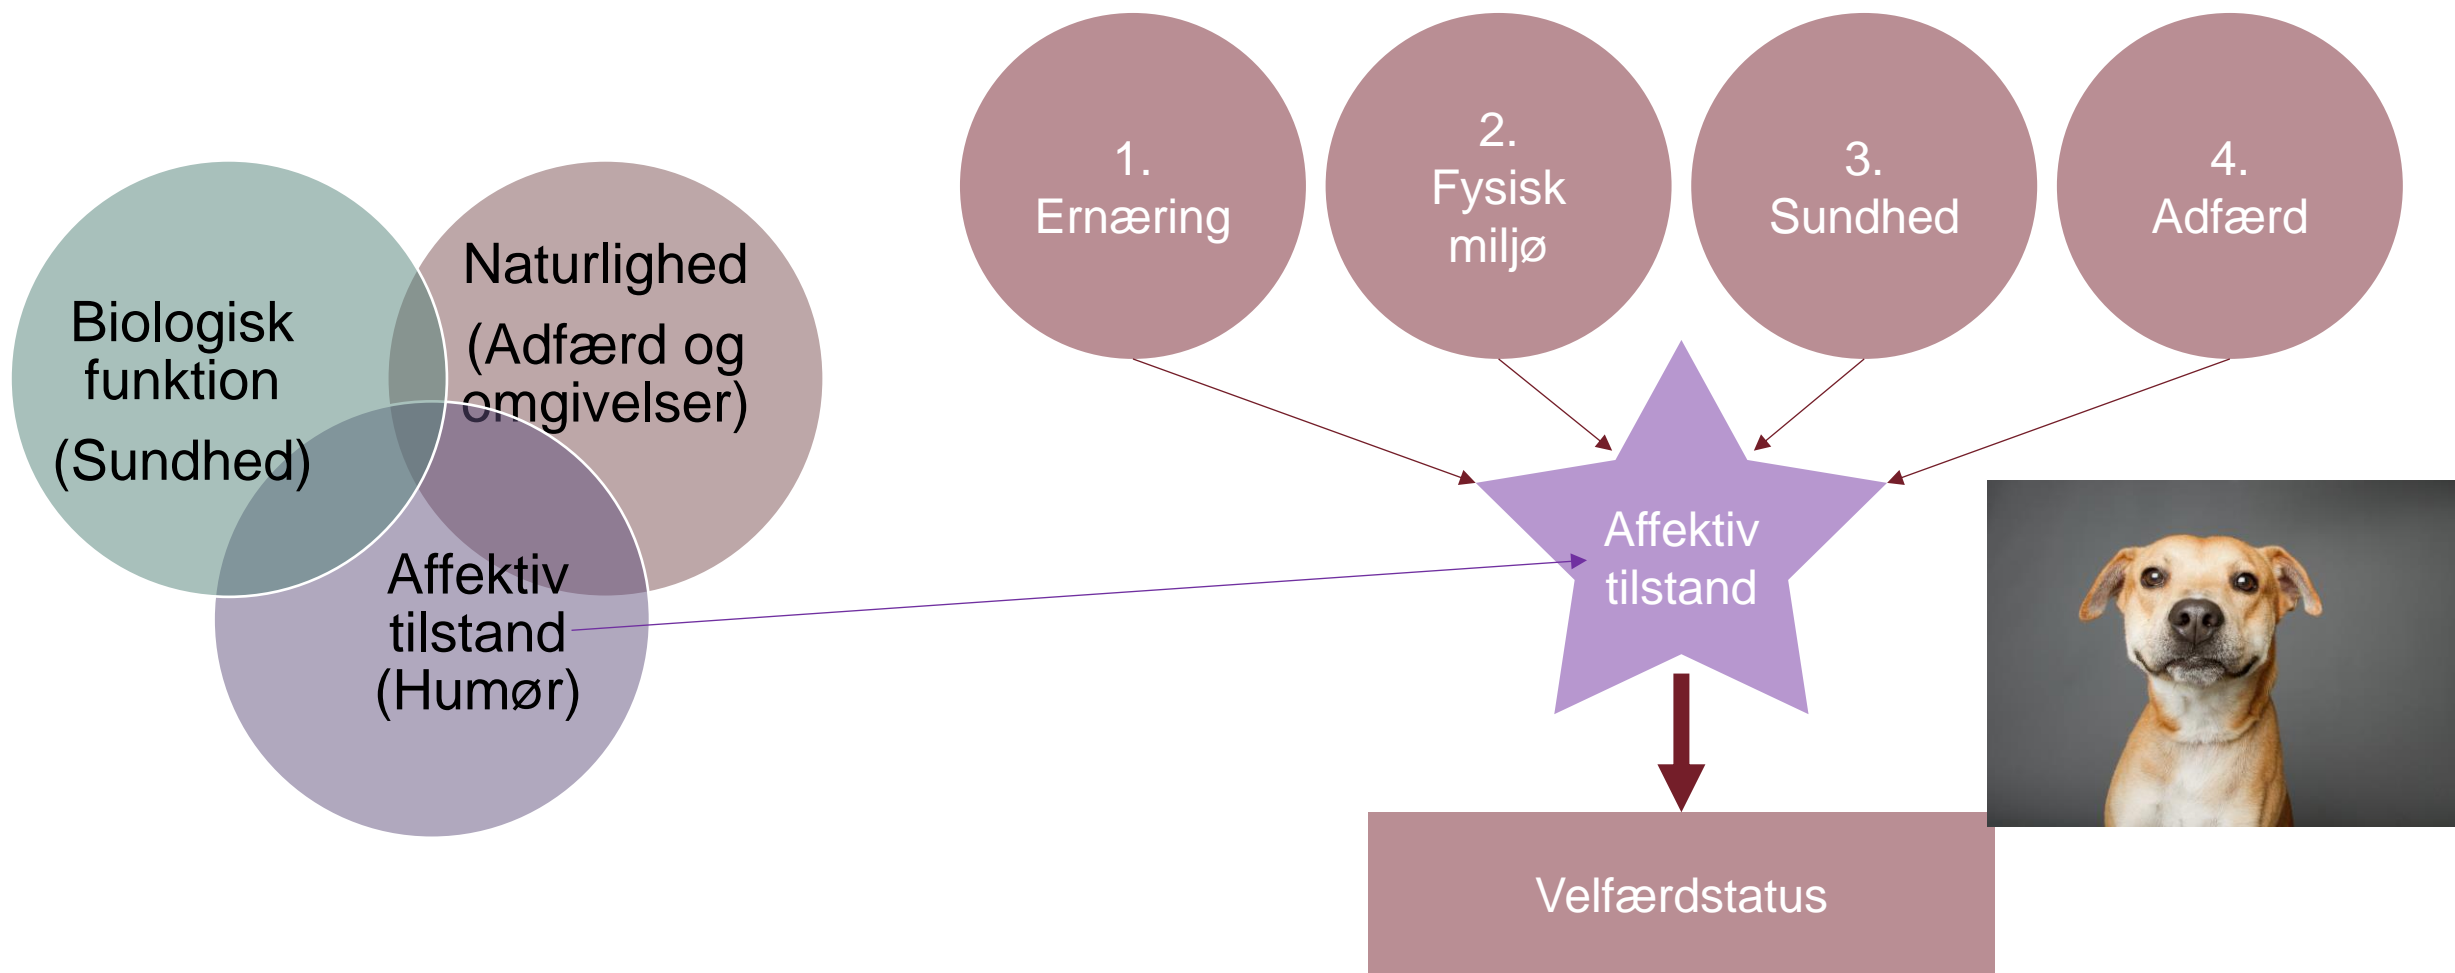 Biologisk
funktion
(Sundhed)
Naturlighed
(Adfærd og
omgivelser)
Affektiv
tilstand
(Humør)
1.
Ernæring
2.
Fysisk
miljø
3.
Sundhed
4.
Adfærd
Affektiv
tilstand
Velfærdstatus